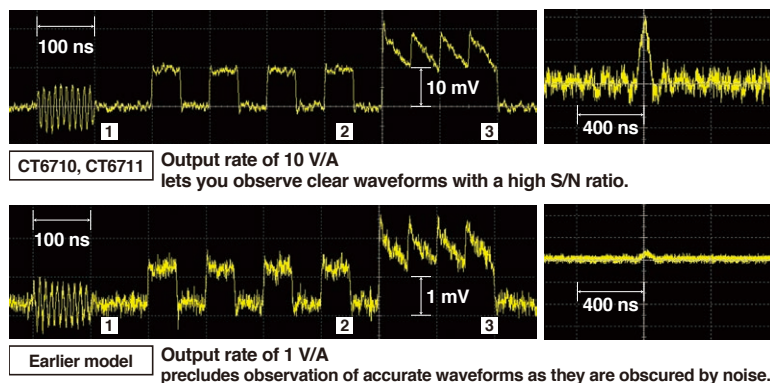 100 ns
10 mV
1
2
3
400 ns
CT6710, CT6711
Output rate of 10 V/A
lets you observe clear waveforms with a high S/N ratio.
100 ns
1 mV
1
2
3
400 ns
Earlier model
Output rate of 1 V/A
precludes observation of accurate waveforms as they are obscured by noise.